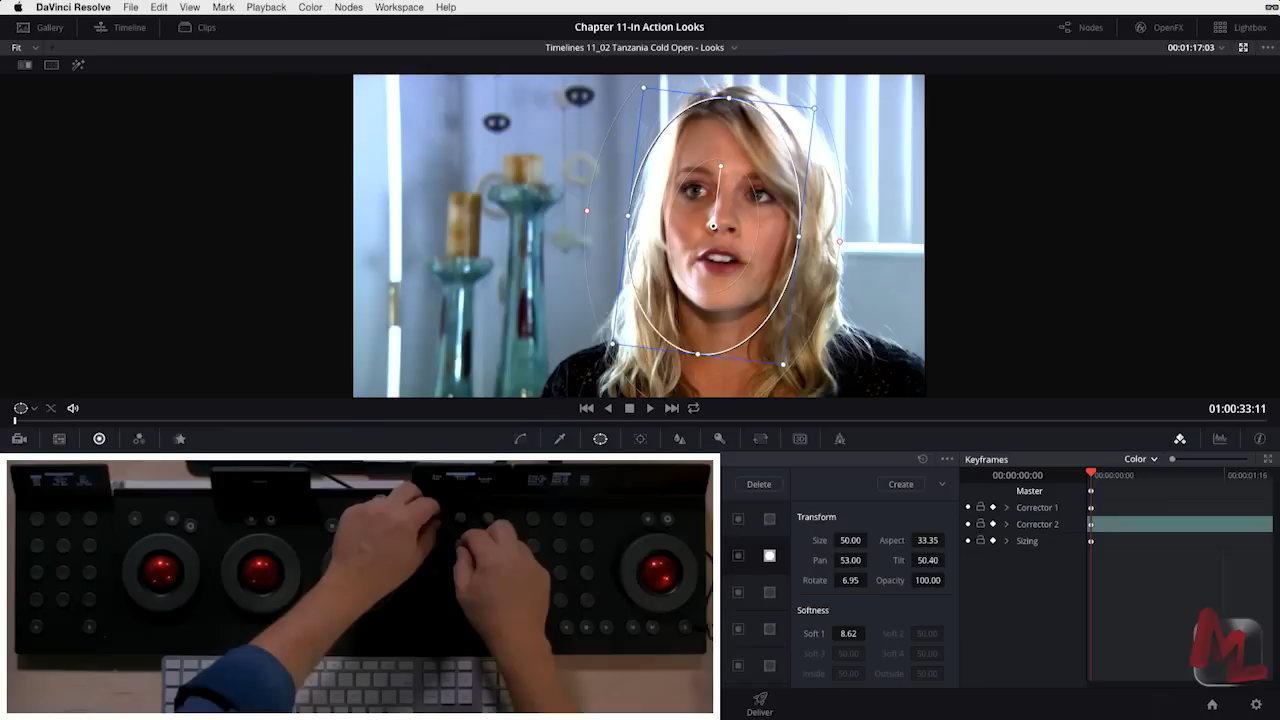 DaVinci Resolve File Edit View Mark Playback Color Nodes Workspace Help
Gallery Timeline Clips Chapter 11-In Action Looks Nodes OpenFX Lightbox
Fit Timelines 11_02 Tanzania Cold Open - Looks 00:01:17:03
01:00:33:11
Keyframes Color
Delete Create 00:00:00:00 00:00:00:00 00:00:01:16
Master
Transform Corrector 1
Corrector 2
Size 50.00 Aspect 33.35 Sizing
Pan 53.00 Tilt 50.40
Rotate 6.95 Opacity 100.00
Softness
Soft 1 8.62 Soft 2 50.00
Soft 3 50.00 Soft 4 50.00
Inside 50.00 Outside 50.00
ML
Deliver